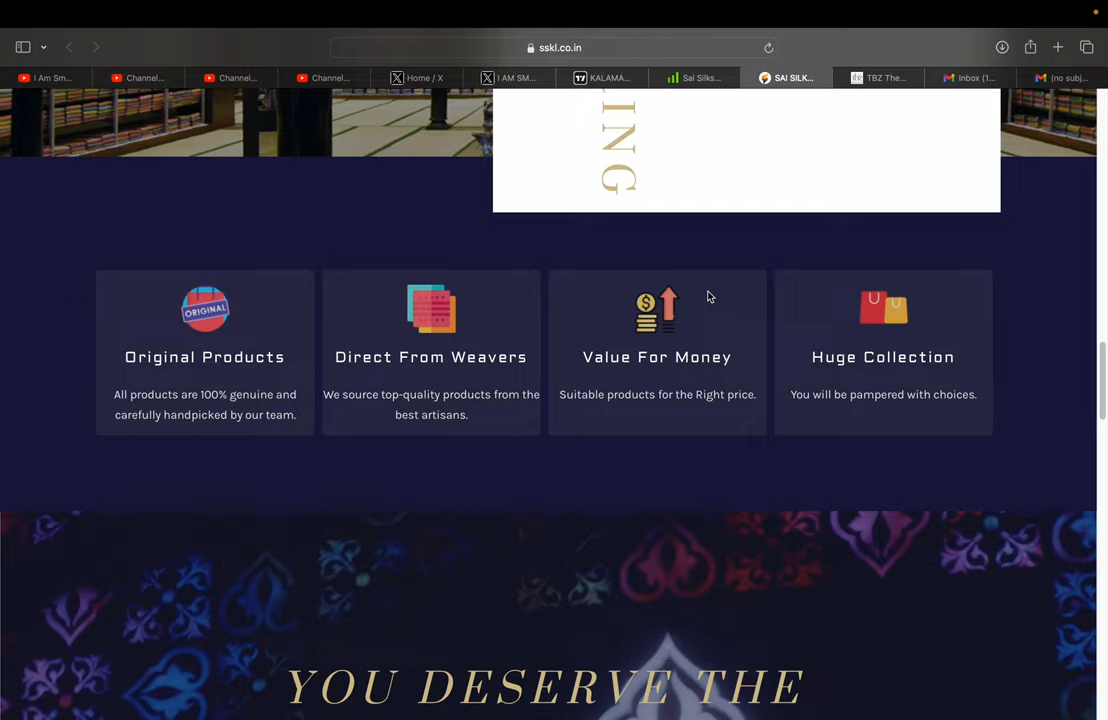 sskl.co.in
I Am Sm...
Channel...
Channel...
Channel...
Home / X
I AM SM...
KALAMA...
Sai Silks...
SAI SILK...
TBZ The...
Inbox (1...
(no subj...
ING
ORIGINAL
Original Products
All products are 100% genuine and
carefully handpicked by our team.
Direct From Weavers
We source top-quality products from the
best artisans.
Value For Money
Suitable products for the Right price.
Huge Collection
You will be pampered with choices.
YOU DESERVE THE